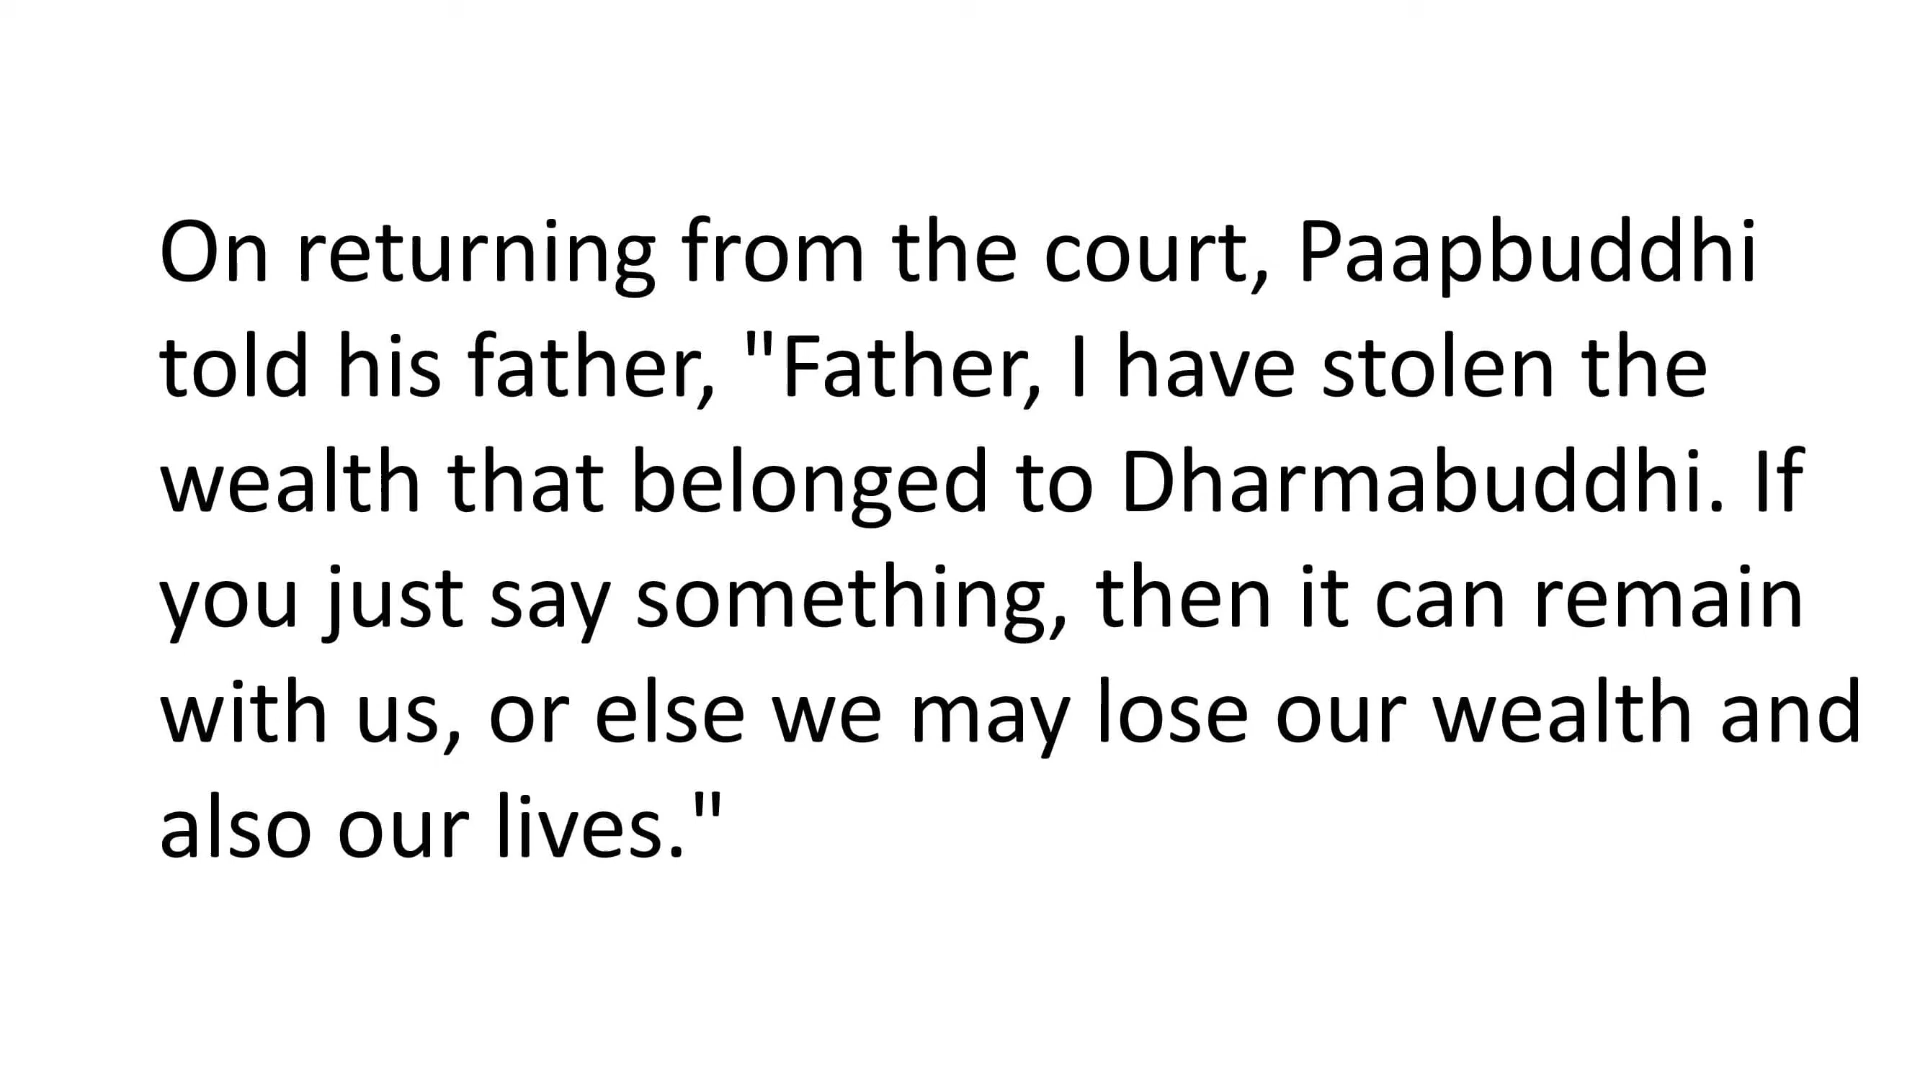 On returning from the court, Paapbuddhi
told his father, "Father, I have stolen the
wealth that belonged to Dharmabuddhi. If
you just say something, then it can remain
with us, or else we may lose our wealth and
also our lives."